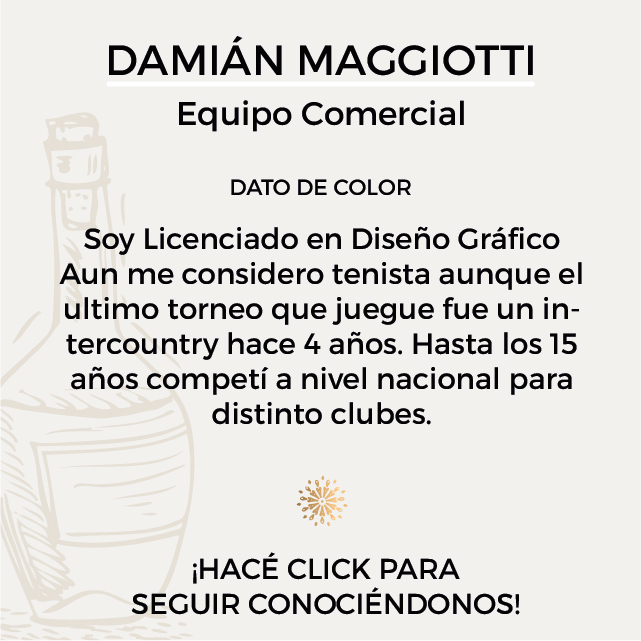 DAMIÁN MAGGIOTTI
Equipo Comercial
DATO DE COLOR
Soy Licenciado en Diseño Gráfico
Aun me considero tenista aunque el
ultimo torneo que juegue fue un in-
tercountry hace 4 años. Hasta los 15
años competí a nivel nacional para
distinto clubes.
¡HACÉ CLICK PARA
SEGUIR CONOCIÉNDONOS!